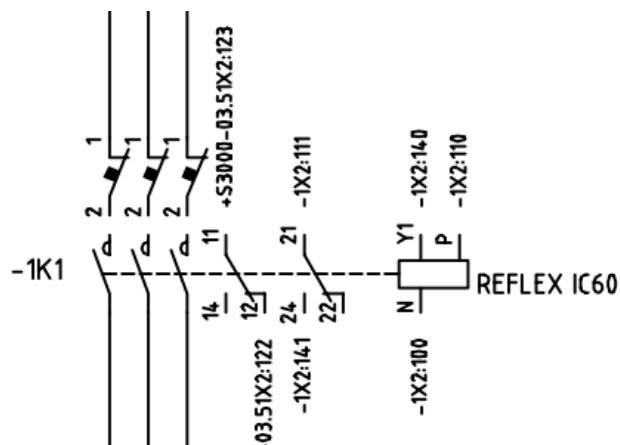 +S3000-03.51X2:123
1
1
1
2
2
2
-1X2:111
-1X2:140
-1X2:110
11
21
Y1
P
-1K1
REFLEX IC60
14
12
24
22
N
03.51X2:122
-1X2:141
-1X2:100